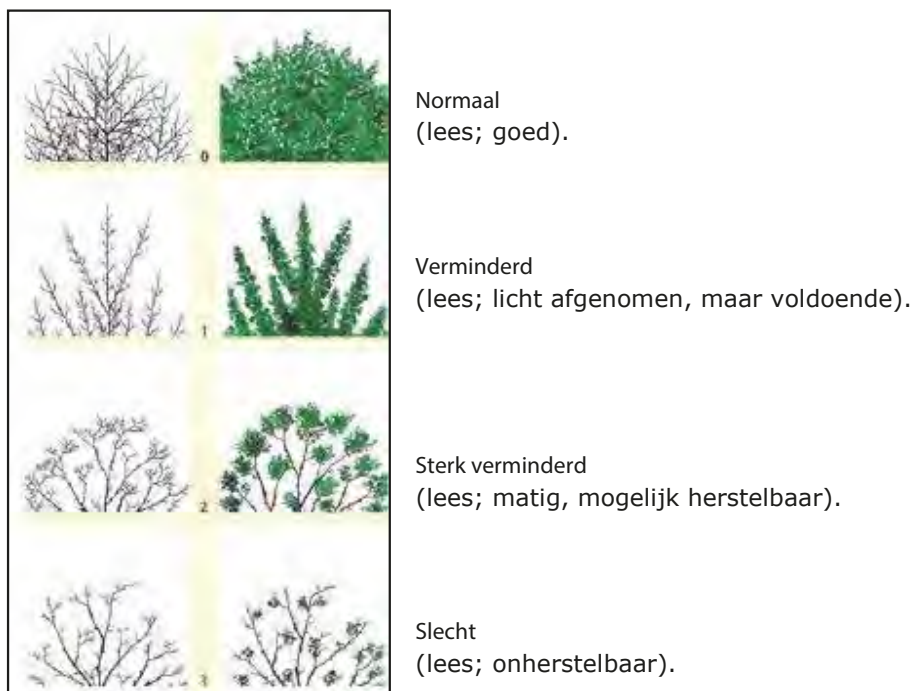 0
Normaal
(lees; goed).
1
Verminderd
(lees; licht afgenomen, maar voldoende).
2
Sterk verminderd
(lees; matig, mogelijk herstelbaar).
3
Slecht
(lees; onherstelbaar).